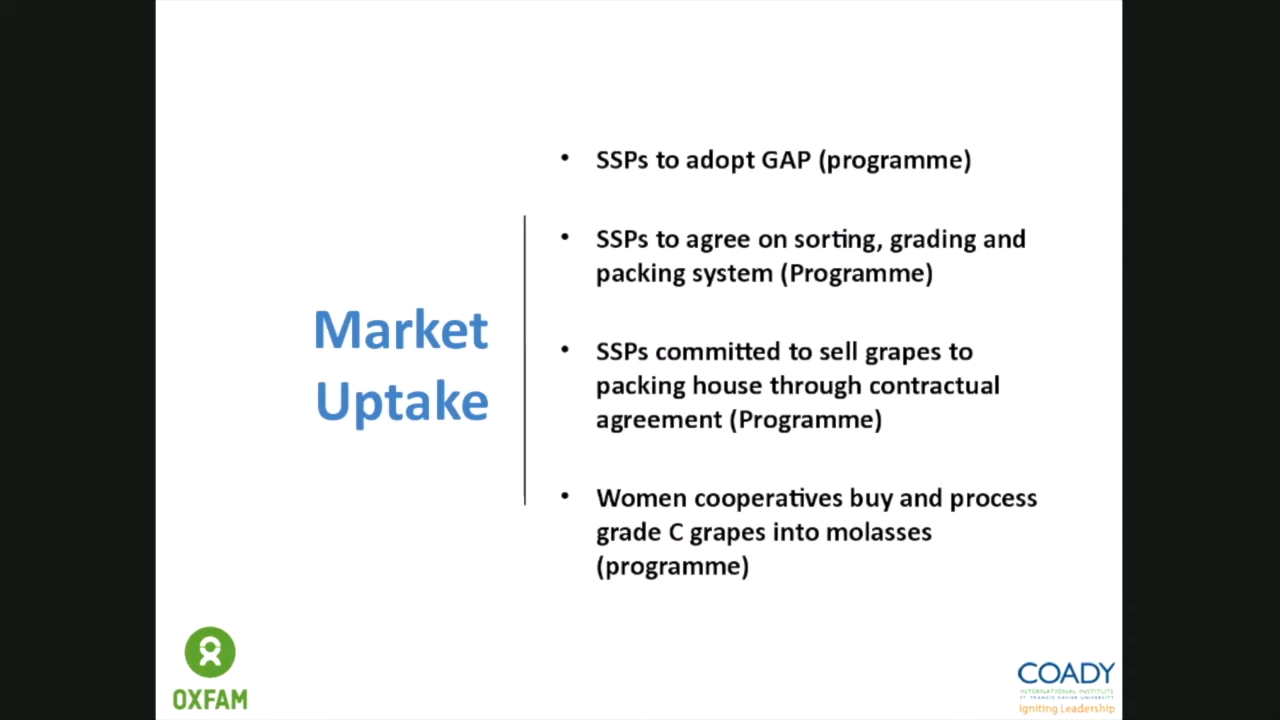 Market
Uptake
• SSPs to adopt GAP (programme)
• SSPs to agree on sorting, grading and
packing system (Programme)
• SSPs committed to sell grapes to
packing house through contractual
agreement (Programme)
• Women cooperatives buy and process
grade C grapes into molasses
(programme)
OXFAM
COADY
INTERNATIONAL INSTITUTE
ST. FRANCIS XAVIER UNIVERSITY
Igniting Leadership